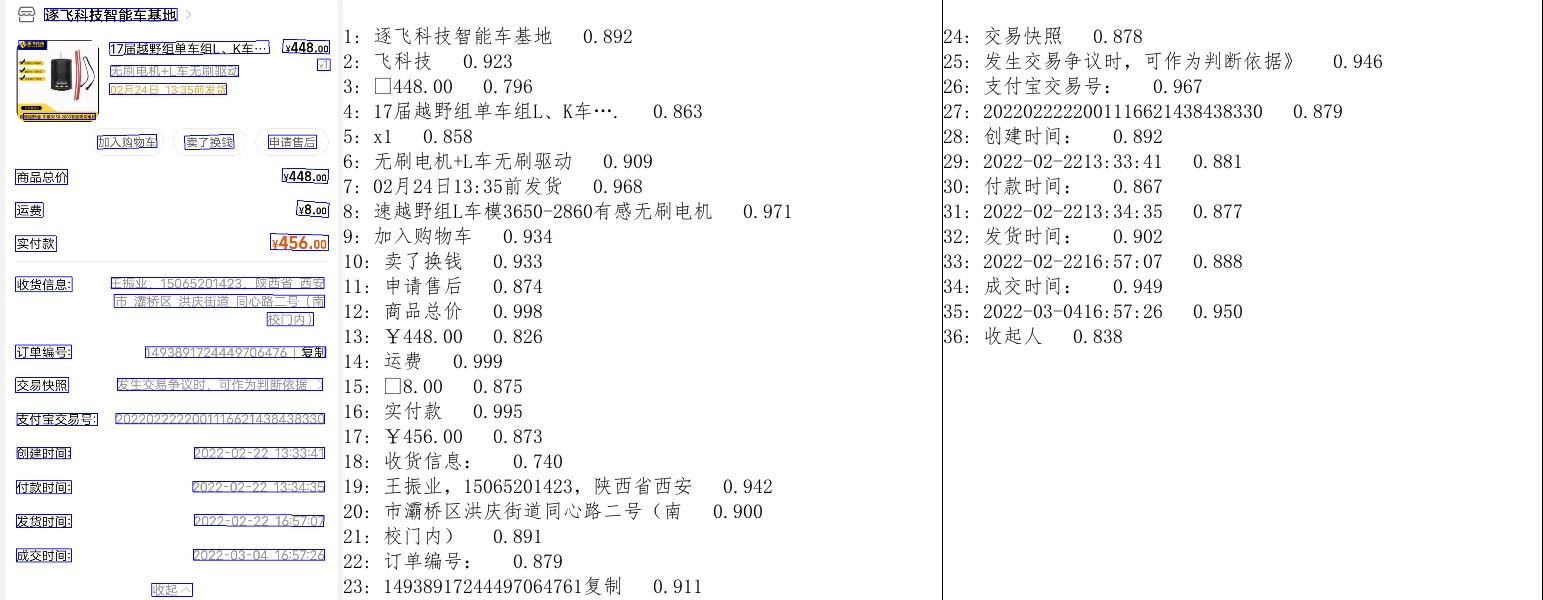 逐飞科技智能车基地
17届越野组单车组L、K车…
¥448.00
无刷电机+L车无刷驱动
x1
02月24日 13:35前发货
加入购物车
卖了换钱
申请售后
商品总价
¥448.00
运费
¥8.00
实付款
¥456.00
收货信息:
王振业, 15065201423, 陕西省 西安
市 灞桥区 洪庆街道 同心路二号（南
校门内）
订单编号:
1493891724449706476 | 复制
交易快照
发生交易争议时, 可作为判断依据
支付宝交易号:
2022022222001116621438438330
创建时间:
2022-02-22 13:33:41
付款时间:
2022-02-22 13:34:35
发货时间:
2022-02-22 16:57:07
成交时间:
2022-03-04 16:57:26
收起
1: 逐飞科技智能车基地 0.892
2: 飞科技 0.923
3: □448.00 0.796
4: 17届越野组单车组L、K车…. 0.863
5: x1 0.858
6: 无刷电机+L车无刷驱动 0.909
7: 02月24日13:35前发货 0.968
8: 速越野组L车模3650-2860有感无刷电机 0.971
9: 加入购物车 0.934
10: 卖了换钱 0.933
11: 申请售后 0.874
12: 商品总价 0.998
13: ￥448.00 0.826
14: 运费 0.999
15: □8.00 0.875
16: 实付款 0.995
17: ￥456.00 0.873
18: 收货信息： 0.740
19: 王振业，15065201423，陕西省西安 0.942
20: 市灞桥区洪庆街道同心路二号（南 0.900
21: 校门内） 0.891
22: 订单编号： 0.879
23: 14938917244497064761复制 0.911
24: 交易快照 0.878
25: 发生交易争议时，可作为判断依据》 0.946
26: 支付宝交易号： 0.967
27: 2022022222001116621438438330 0.879
28: 创建时间： 0.892
29: 2022-02-2213:33:41 0.881
30: 付款时间： 0.867
31: 2022-02-2213:34:35 0.877
32: 发货时间： 0.902
33: 2022-02-2216:57:07 0.888
34: 成交时间： 0.949
35: 2022-03-0416:57:26 0.950
36: 收起人 0.838